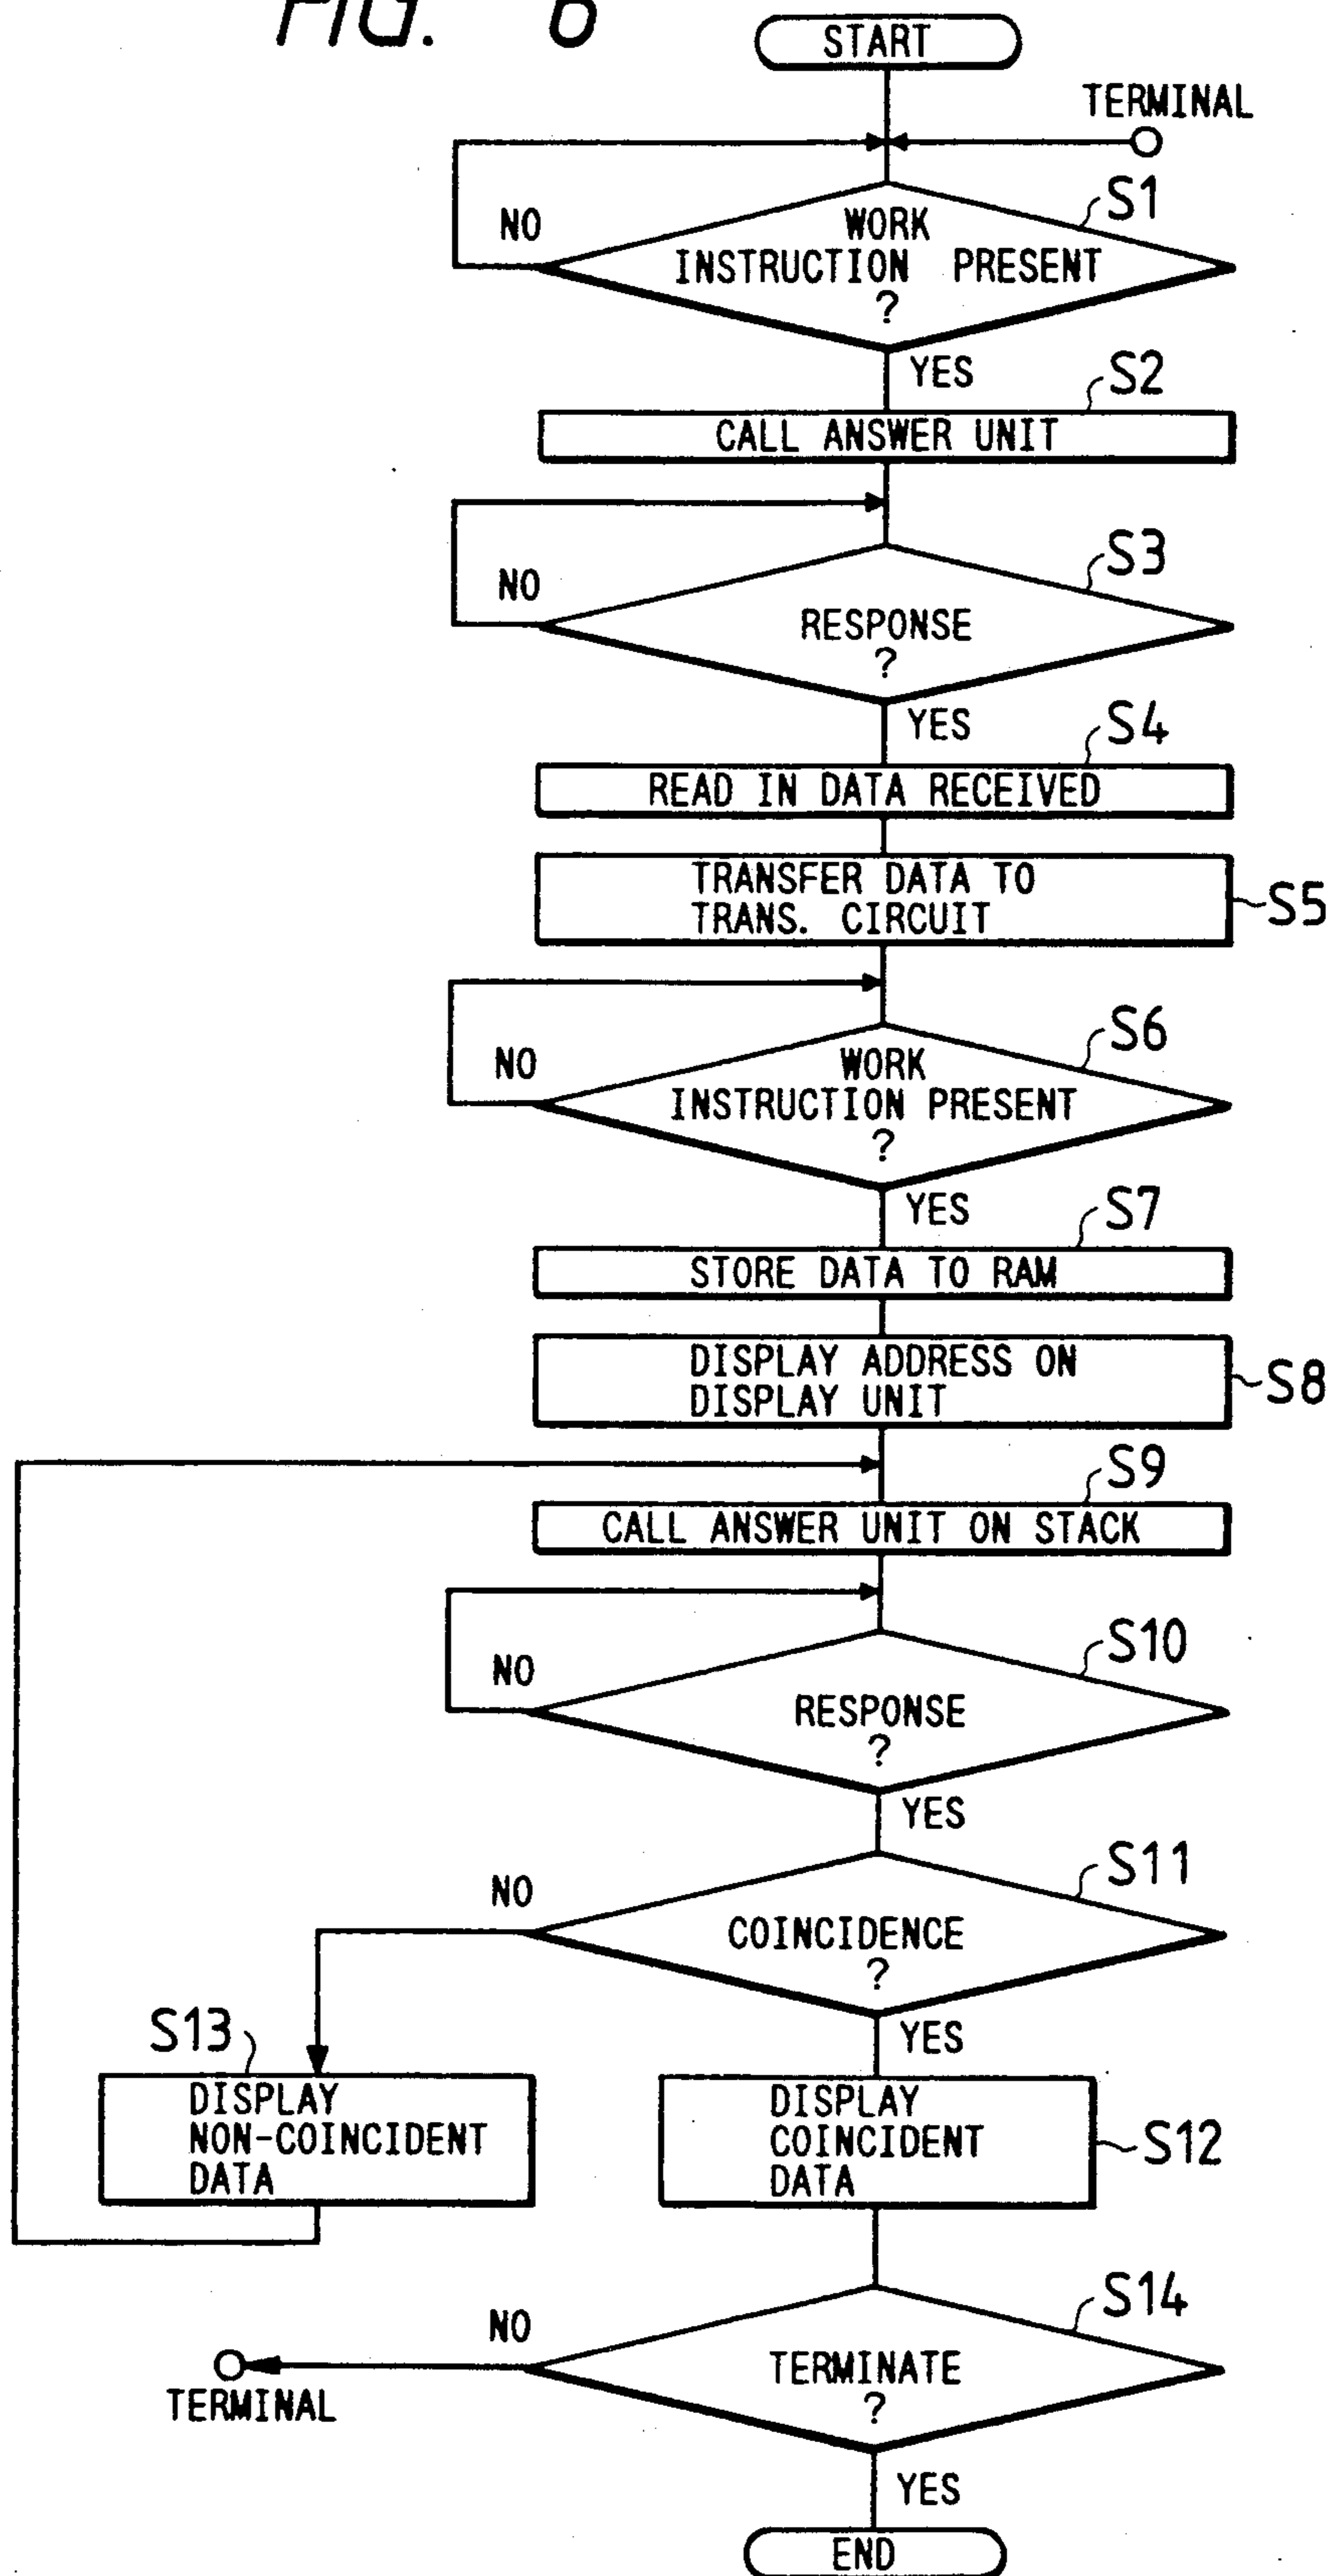 FIG. 6
START
TERMINAL
S1
NO
WORK
INSTRUCTION PRESENT
?
YES
S2
CALL ANSWER UNIT
S3
NO
RESPONSE
?
YES
S4
READ IN DATA RECEIVED
TRANSFER DATA TO
TRANS. CIRCUIT
S5
S6
NO
WORK
INSTRUCTION PRESENT
?
YES
S7
STORE DATA TO RAM
DISPLAY ADDRESS ON
DISPLAY UNIT
S8
S9
CALL ANSWER UNIT ON STACK
S10
NO
RESPONSE
?
YES
S11
NO
COINCIDENCE
?
YES
S13
DISPLAY
NON-COINCIDENT
DATA
DISPLAY
COINCIDENT
DATA
S12
S14
NO
TERMINATE
?
TERMINAL
YES
END